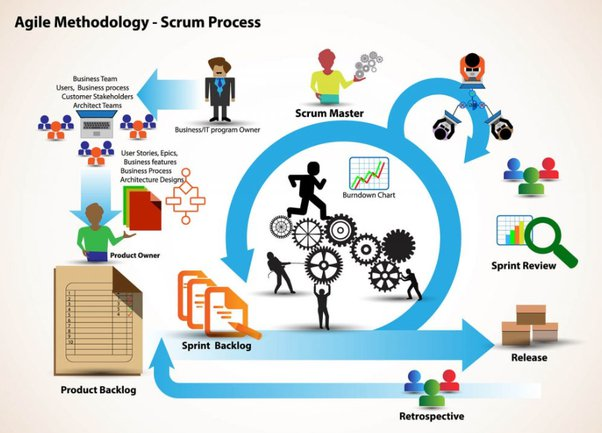 Agile Methodology - Scrum Process
Business Team
Users, Business process
Customer Stakeholders
Architect Teams
Business/IT program Owner
Scrum Master
User Stories, Epics,
Business features
Business Process
Architecture Designs
Burndown Chart
Product Owner
Sprint Review
Sprint Backlog
Release
Product Backlog
Retrospective